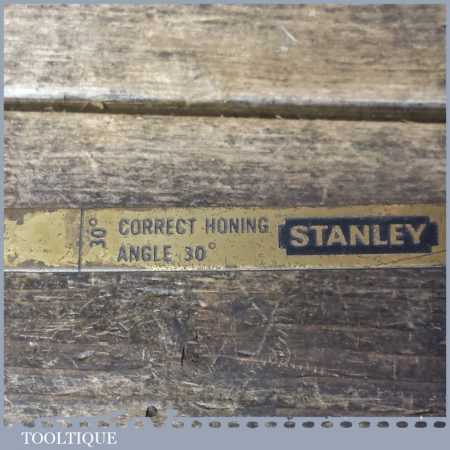 30°
CORRECT HONING
ANGLE 30°
STANLEY
TOOLTIQUE